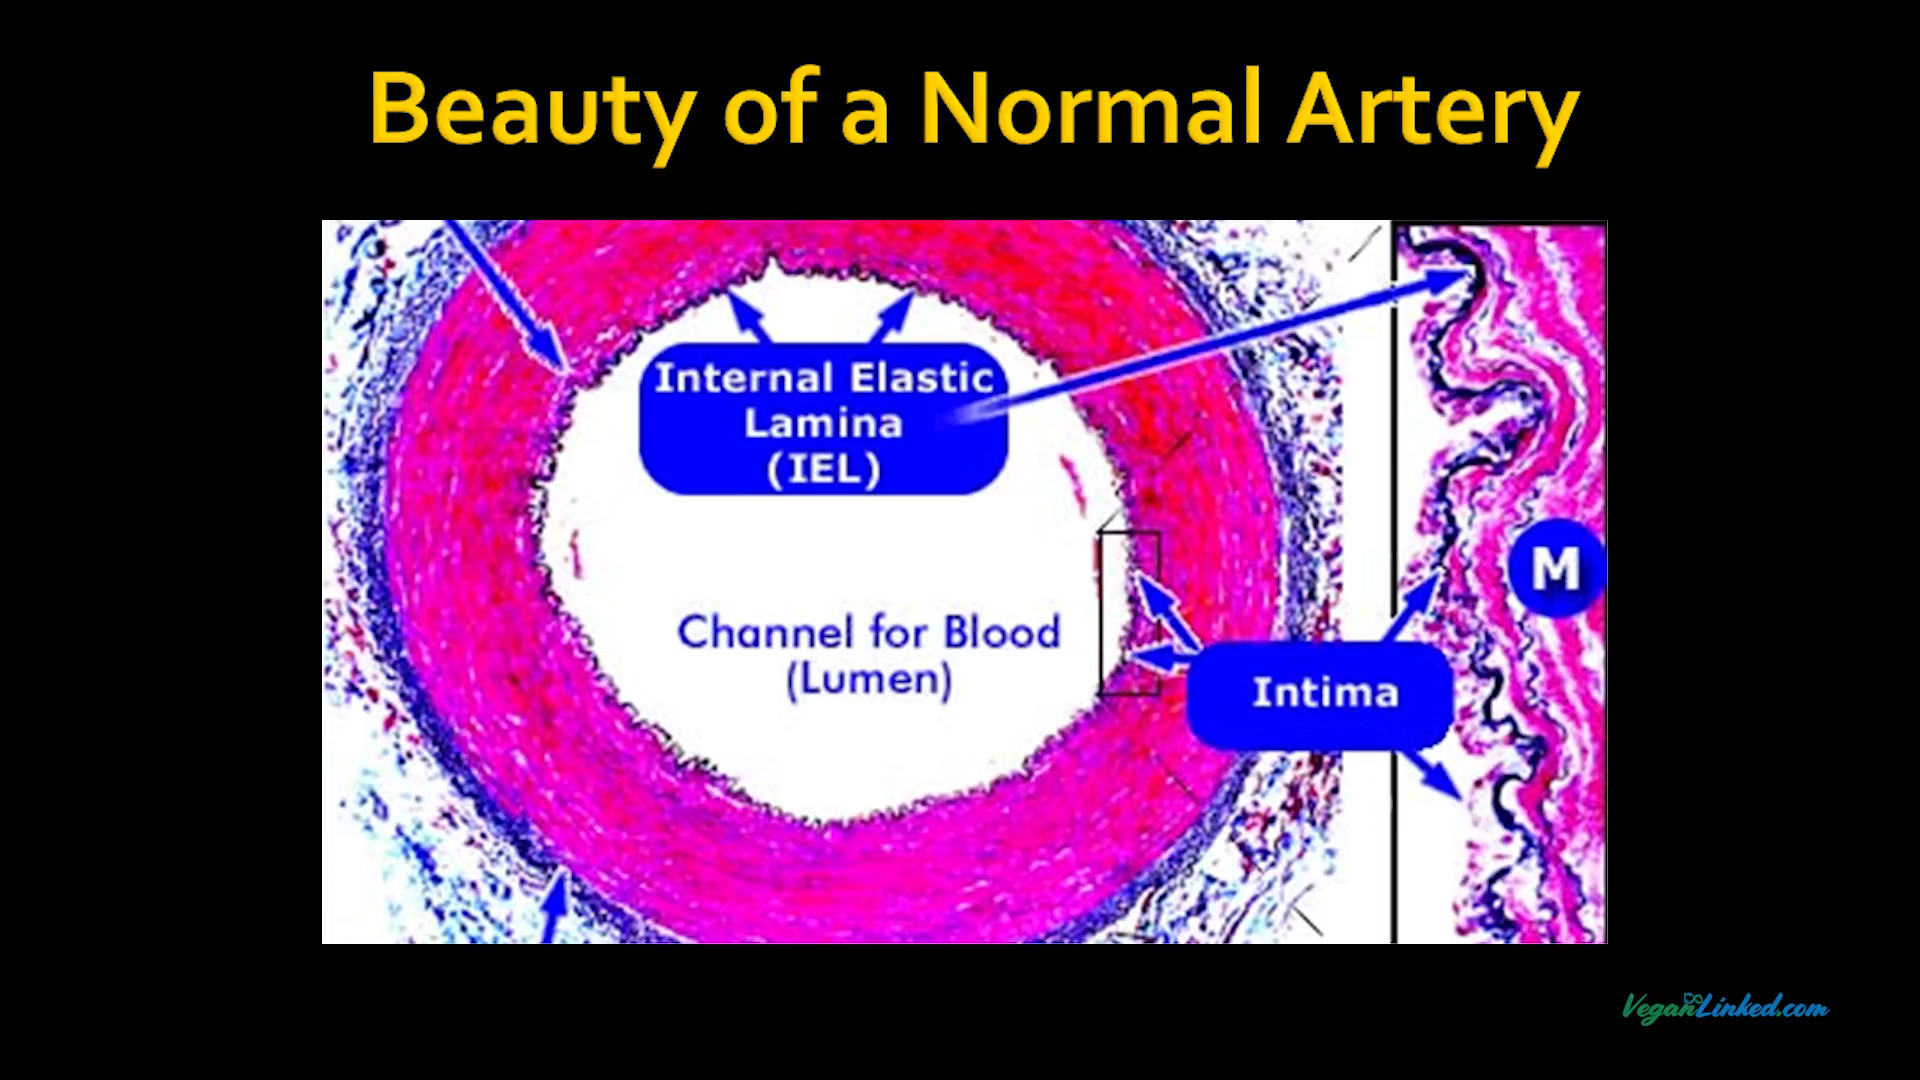 Beauty of a Normal Artery
Internal Elastic
Lamina
(IEL)
Channel for Blood
(Lumen)
M
Intima
VeganLinked.com